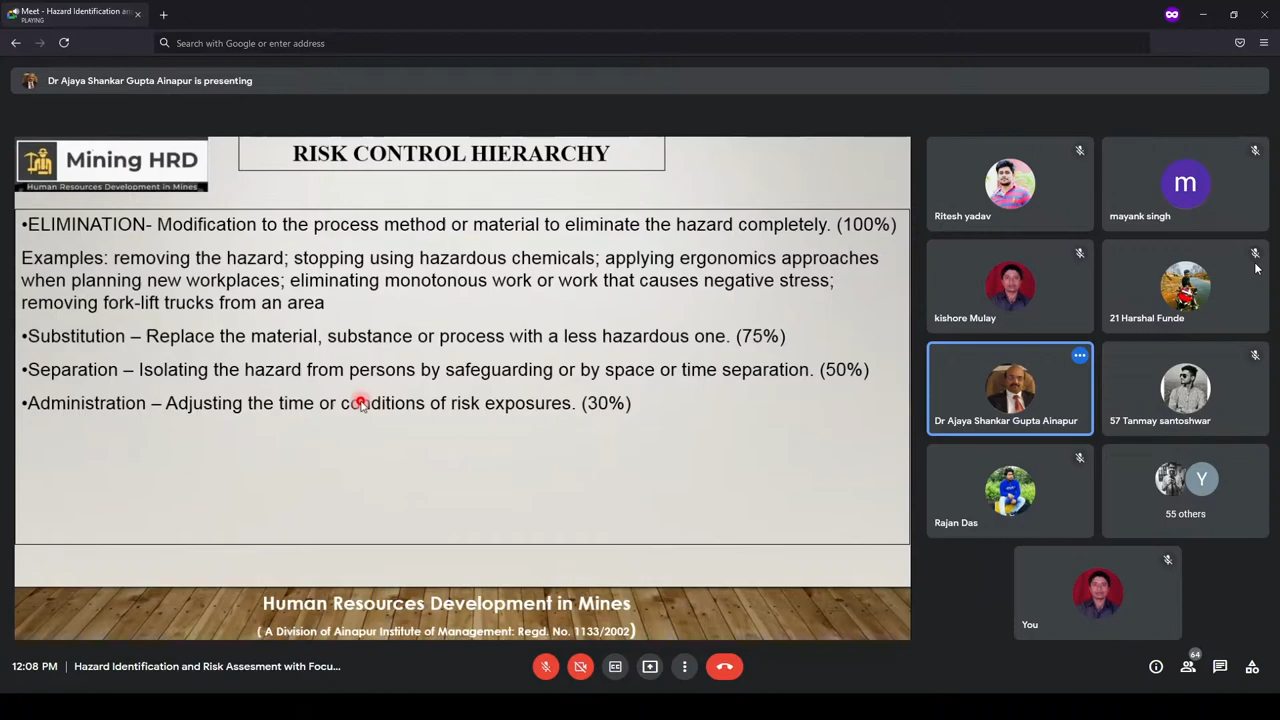 Meet - Hazard Identification an
PLAYING
Search with Google or enter address
Dr Ajaya Shankar Gupta Ainapur is presenting
Mining HRD
Human Resources Development in Mines
RISK CONTROL HIERARCHY
•ELIMINATION- Modification to the process method or material to eliminate the hazard completely. (100%)
Examples: removing the hazard; stopping using hazardous chemicals; applying ergonomics approaches
when planning new workplaces; eliminating monotonous work or work that causes negative stress;
removing fork-lift trucks from an area
•Substitution – Replace the material, substance or process with a less hazardous one. (75%)
•Separation – Isolating the hazard from persons by safeguarding or by space or time separation. (50%)
•Administration – Adjusting the time or conditions of risk exposures. (30%)
Human Resources Development in Mines
( A Division of Ainapur Institute of Management: Regd. No. 1133/2002)
Ritesh yadav
m
mayank singh
kishore Mulay
21 Harshal Funde
Dr Ajaya Shankar Gupta Ainapur
57 Tanmay santoshwar
Rajan Das
Y
55 others
You
12:08 PM | Hazard Identification and Risk Assesment with Focu...
64